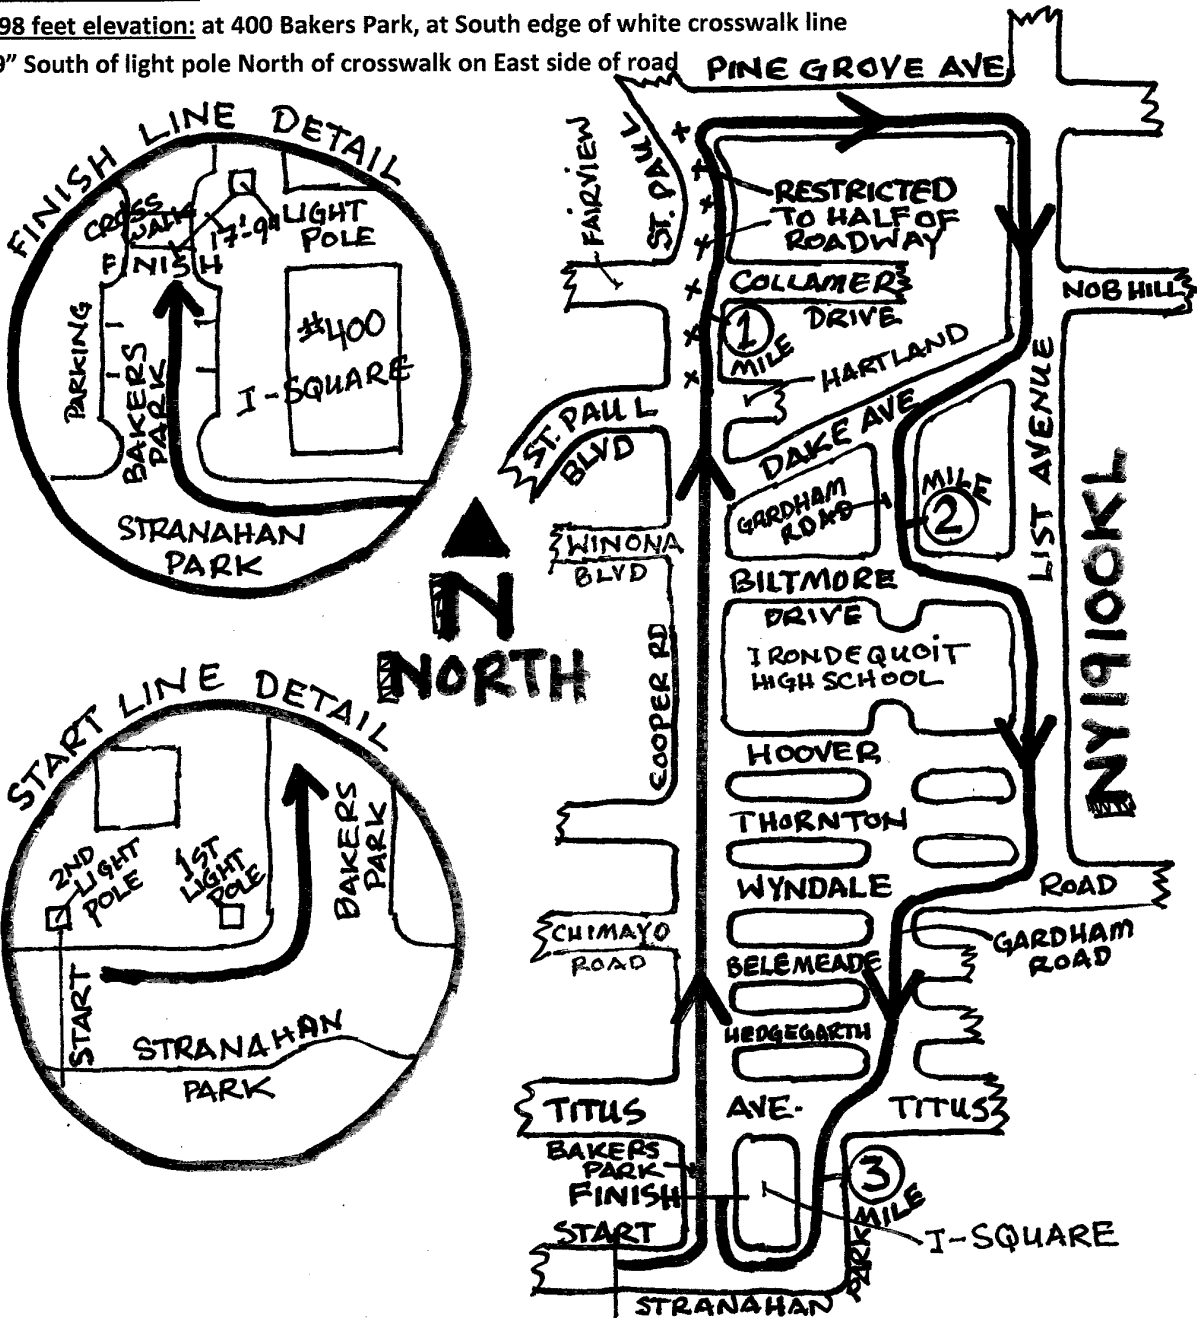 98 feet elevation: at 400 Bakers Park, at South edge of white crosswalk line
9” South of light pole North of crosswalk on East side of road
FINISH LINE DETAIL
CROSS
WALK
17'-9"
LIGHT
POLE
FINISH
PARKING
BAKERS
PARK
#400
I-SQUARE
STRANAHAN
PARK
N
NORTH
START LINE DETAIL
2ND
LIGHT
POLE
1ST
LIGHT
POLE
BAKERS
PARK
START
STRANAHAN
PARK
PINE GROVE AVE
FAIRVIEW
ST. PAUL
RESTRICTED
TO HALF OF
ROADWAY
COLLAMER
DRIVE
NOB HILL
1
MILE
HARTLAND
ST. PAUL
BLVD
DAKE AVE
LIST AVENUE
GARDHAM
ROAD
MILE
2
WINONA
BLVD
BILTMORE
DRIVE
IRONDEQUOIT
HIGH SCHOOL
COOPER RD
NY19100KL
HOOVER
THORNTON
WYNDALE
ROAD
CHIMAYO
ROAD
GARDHAM
ROAD
BELEMEADE
HEDGEGARTH
TITUS
AVE.
TITUS
BAKERS
PARK
FINISH
START
3
MILE
I-SQUARE
PARK
STRANAHAN